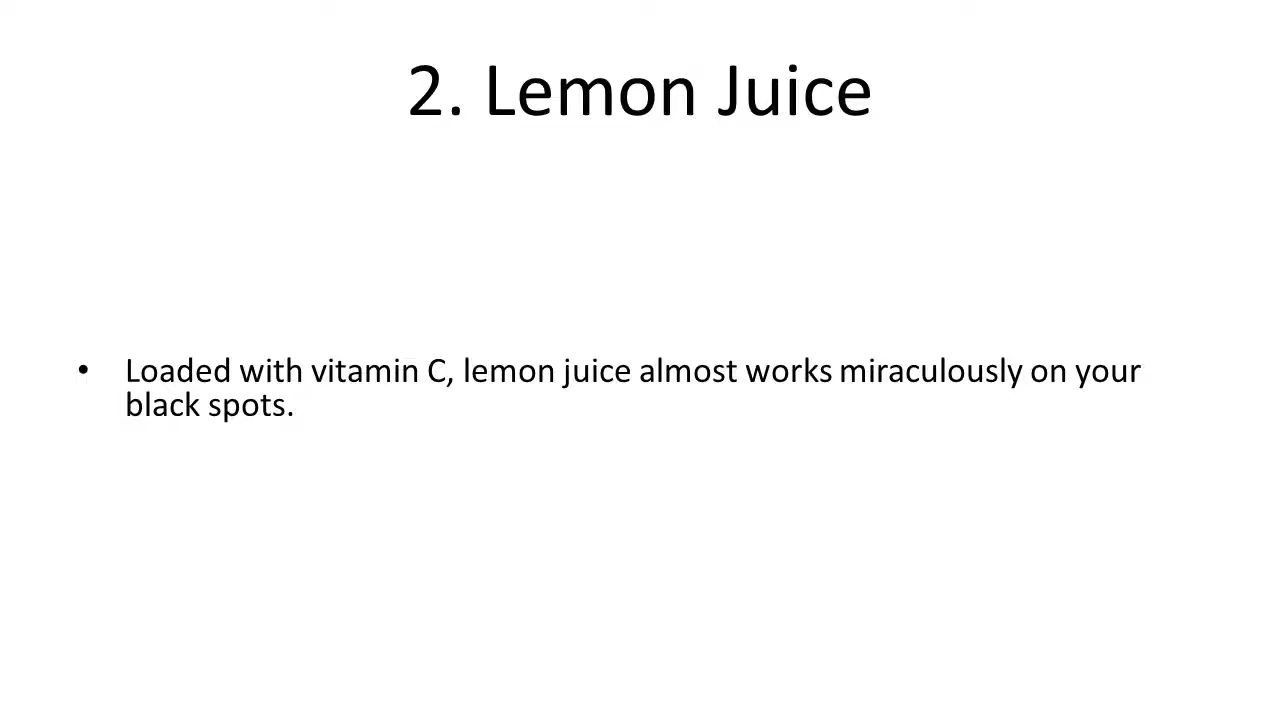 2. Lemon Juice
• Loaded with vitamin C, lemon juice almost works miraculously on your
black spots.